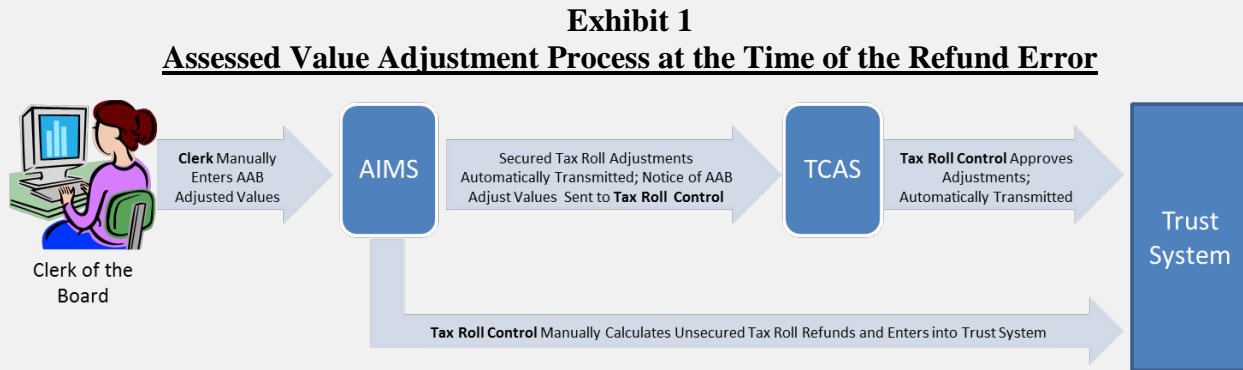 Exhibit 1
Assessed Value Adjustment Process at the Time of the Refund Error
Clerk Manually
Enters AAB
Adjusted Values
AIMS
Secured Tax Roll Adjustments
Automatically Transmitted; Notice of AAB
Adjust Values Sent to Tax Roll Control
TCAS
Tax Roll Control Approves
Adjustments;
Automatically Transmitted
Trust
System
Clerk of the
Board
Tax Roll Control Manually Calculates Unsecured Tax Roll Refunds and Enters into Trust System